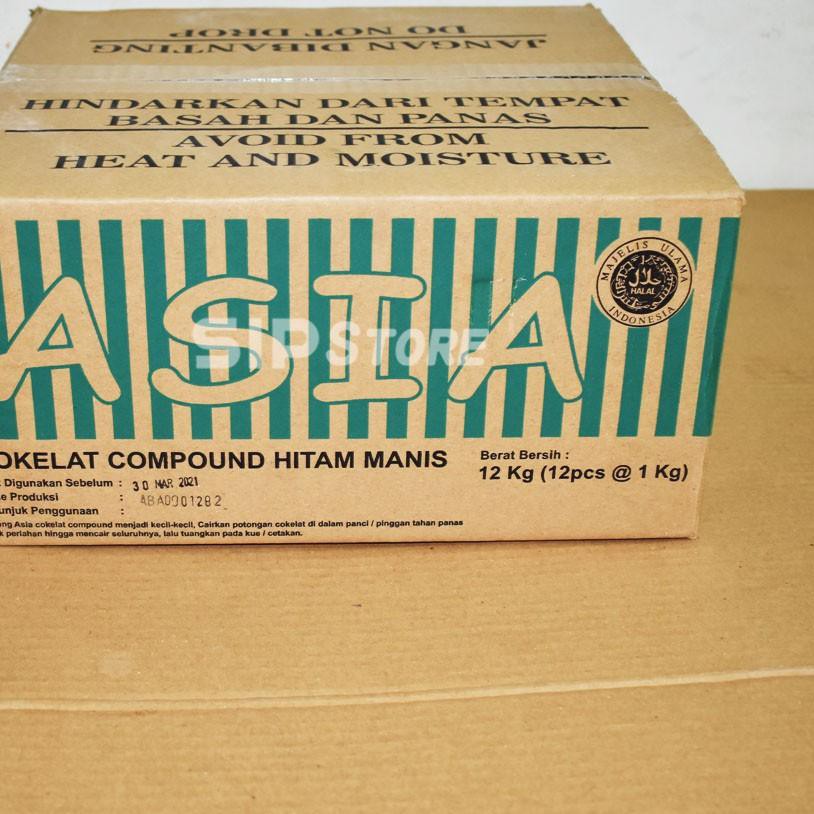 JANGAN DIBANTING
DO NOT DROP
HINDARKAN DARI TEMPAT
BASAH DAN PANAS
AVOID FROM
HEAT AND MOISTURE
ASIA
MAJELIS ULAMA
حلال
HALAL
INDONESIA
SIP STORE
OKELAT COMPOUND HITAM MANIS
Berat Bersih :
12 Kg (12pcs @ 1 Kg)
Digunakan Sebelum : 30 MAR 2021
e Produksi : ABA0001282
unjuk Penggunaan :
ong Asia cokelat compound menjadi kecil-kecil, Cairkan potongan cokelat di dalam panci / pinggan tahan panas
k perlahan hingga mencair seluruhnya, lalu tuangkan pada kue / cetakan.